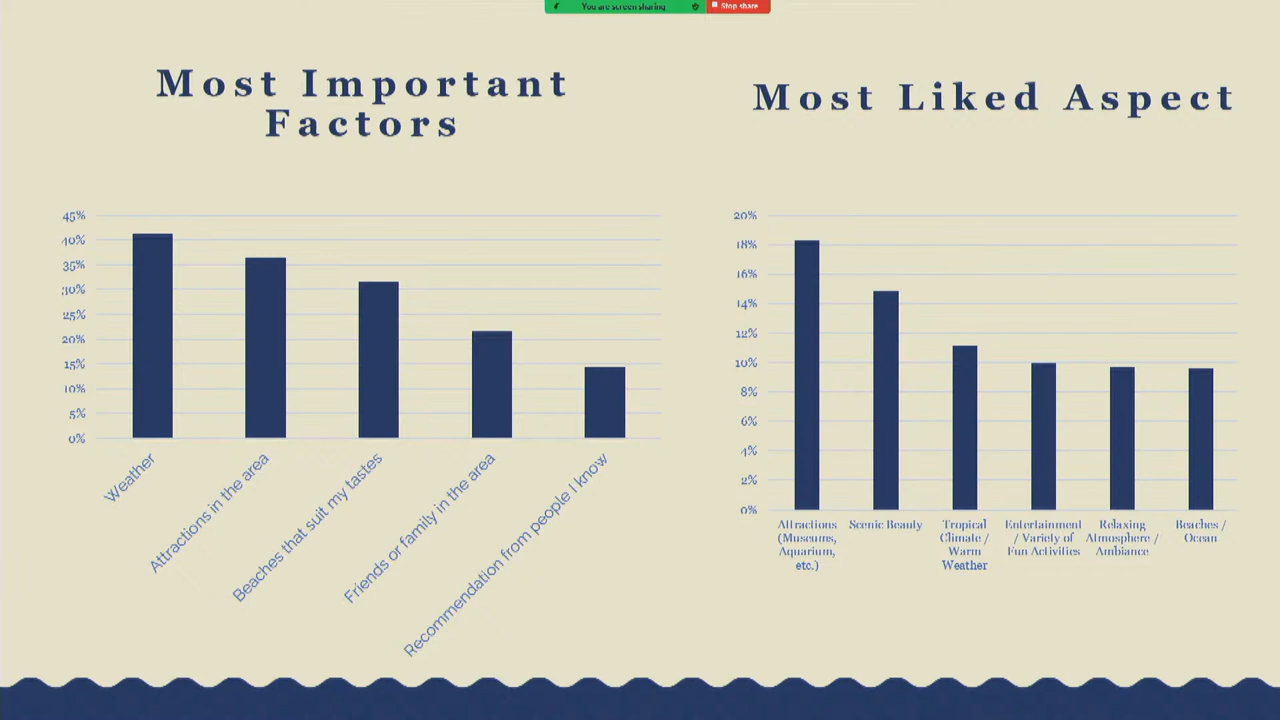 You are screen sharing
Stop share
Most Important
Factors
45%
40%
35%
30%
25%
20%
15%
10%
5%
0%
Weather
Attractions in the area
Beaches that suit my tastes
Friends or family in the area
Recommendation from people I know
Most Liked Aspect
20%
18%
16%
14%
12%
10%
8%
6%
4%
2%
0%
Attractions
(Museums,
Aquarium,
etc.)
Scenic Beauty
Tropical
Climate /
Warm
Weather
Entertainment
/ Variety of
Fun Activities
Relaxing
Atmosphere /
Ambiance
Beaches /
Ocean